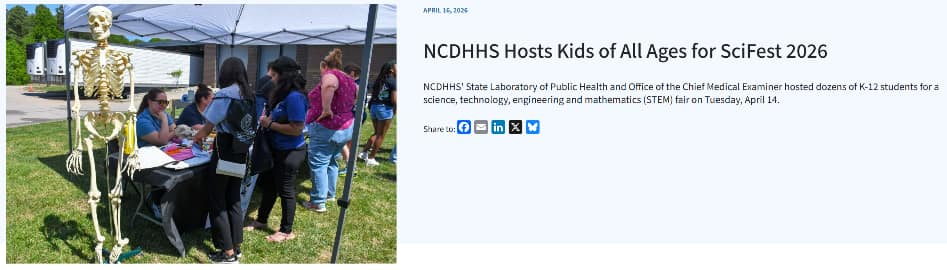 APRIL 16, 2026
NCDHHS Hosts Kids of All Ages for SciFest 2026
NCDHHS' State Laboratory of Public Health and Office of the Chief Medical Examiner hosted dozens of K-12 students for a
science, technology, engineering and mathematics (STEM) fair on Tuesday, April 14.
Share to: